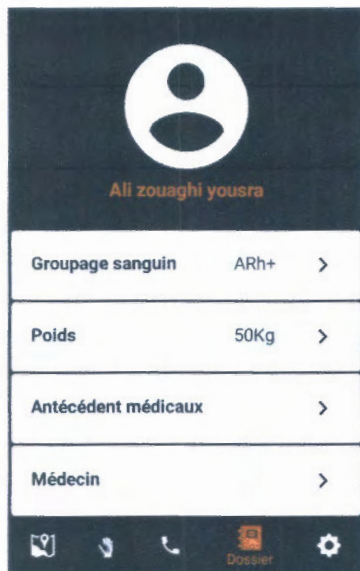 Ali zouaghi yousra
Groupage sanguin ARh+ >
Poids 50Kg >
Antécédent médicaux >
Médecin >
Dossier